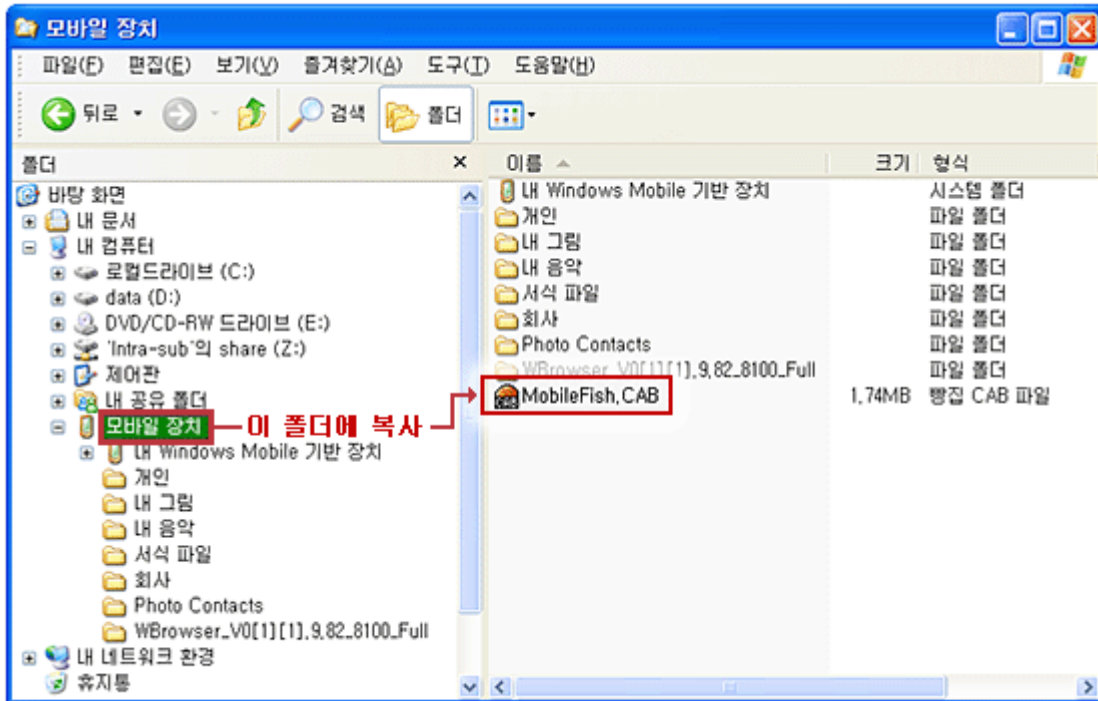 모바일 장치
파일(F) 편집(E) 보기(V) 즐겨찾기(A) 도구(T) 도움말(H)
뒤로 검색 폴더
폴더
바탕 화면
내 문서
내 컴퓨터
로컬드라이브 (C:)
data (D:)
DVD/CD-RW 드라이브 (E:)
'Intra-sub'의 share (Z:)
제어판
내 공유 폴더
모바일 장치 이 폴더에 복사
내 Windows Mobile 기반 장치
개인
내 그림
내 음악
서식 파일
회사
Photo Contacts
WBrowser_V0[1][1],9,82_8100_Full
내 네트워크 환경
휴지통
이름 크기 형식
내 Windows Mobile 기반 장치 시스템 폴더
개인 파일 폴더
내 그림 파일 폴더
내 음악 파일 폴더
서식 파일 파일 폴더
회사 파일 폴더
Photo Contacts 파일 폴더
WBrowser_V0[1][1],9,82_8100_Full 파일 폴더
MobileFish,CAB 1,74MB 빵집 CAB 파일